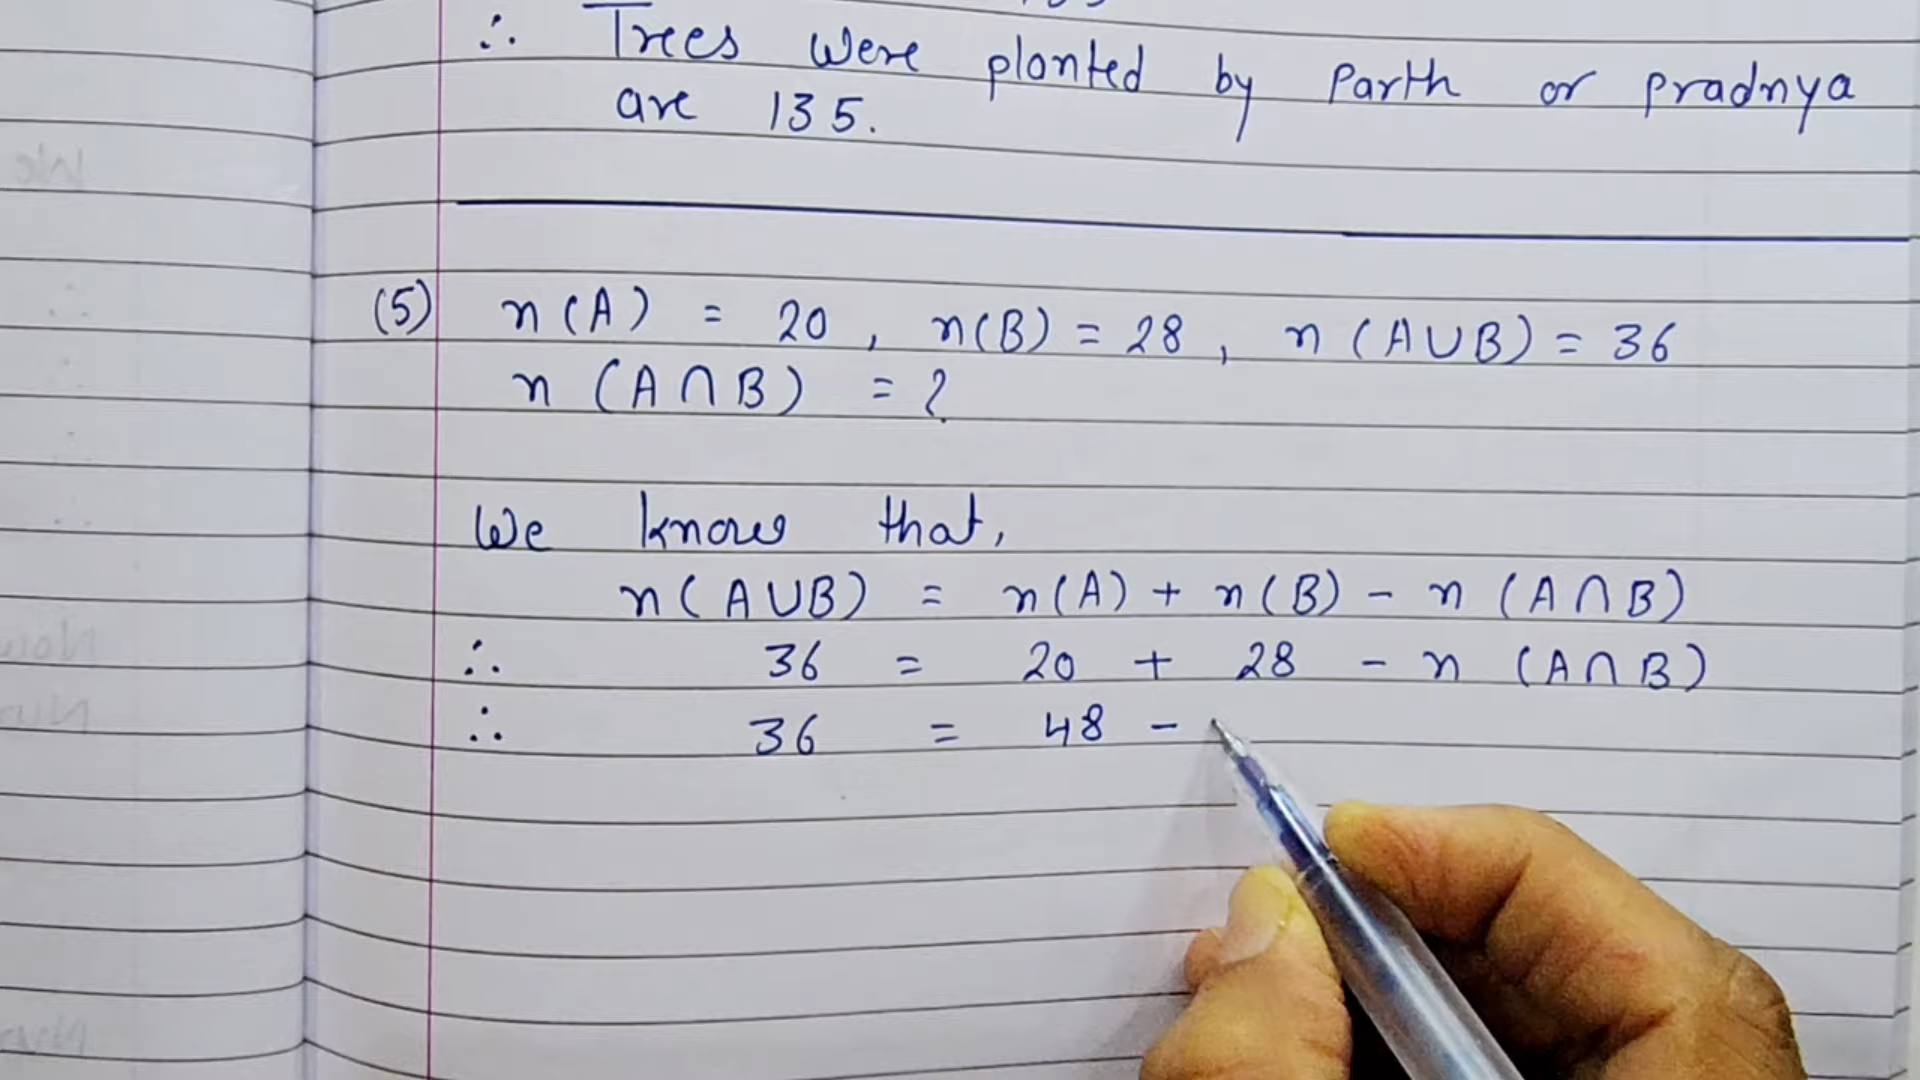 ∴ Trees were planted by Parth or pradnya
are 135.
(5) n(A) = 20, n(B) = 28, n(A∪B) = 36
n(A∩B) = ?
We know that,
n(A∪B) = n(A) + n(B) - n(A∩B)
∴ 36 = 20 + 28 - n(A∩B)
∴ 36 = 48 -